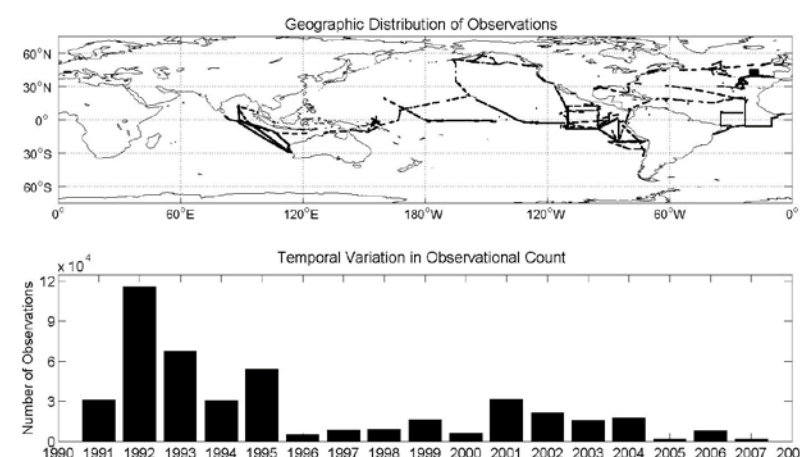 Geographic Distribution of Observations
60°N
30°N
0°
30°S
60°S
0° 60°E 120°E 180°W 120°W 60°W 0°
Temporal Variation in Observational Count
x 10⁴
12
9
6
3
0
Number of Observations
1990 1991 1992 1993 1994 1995 1996 1997 1998 1999 2000 2001 2002 2003 2004 2005 2006 2007 200